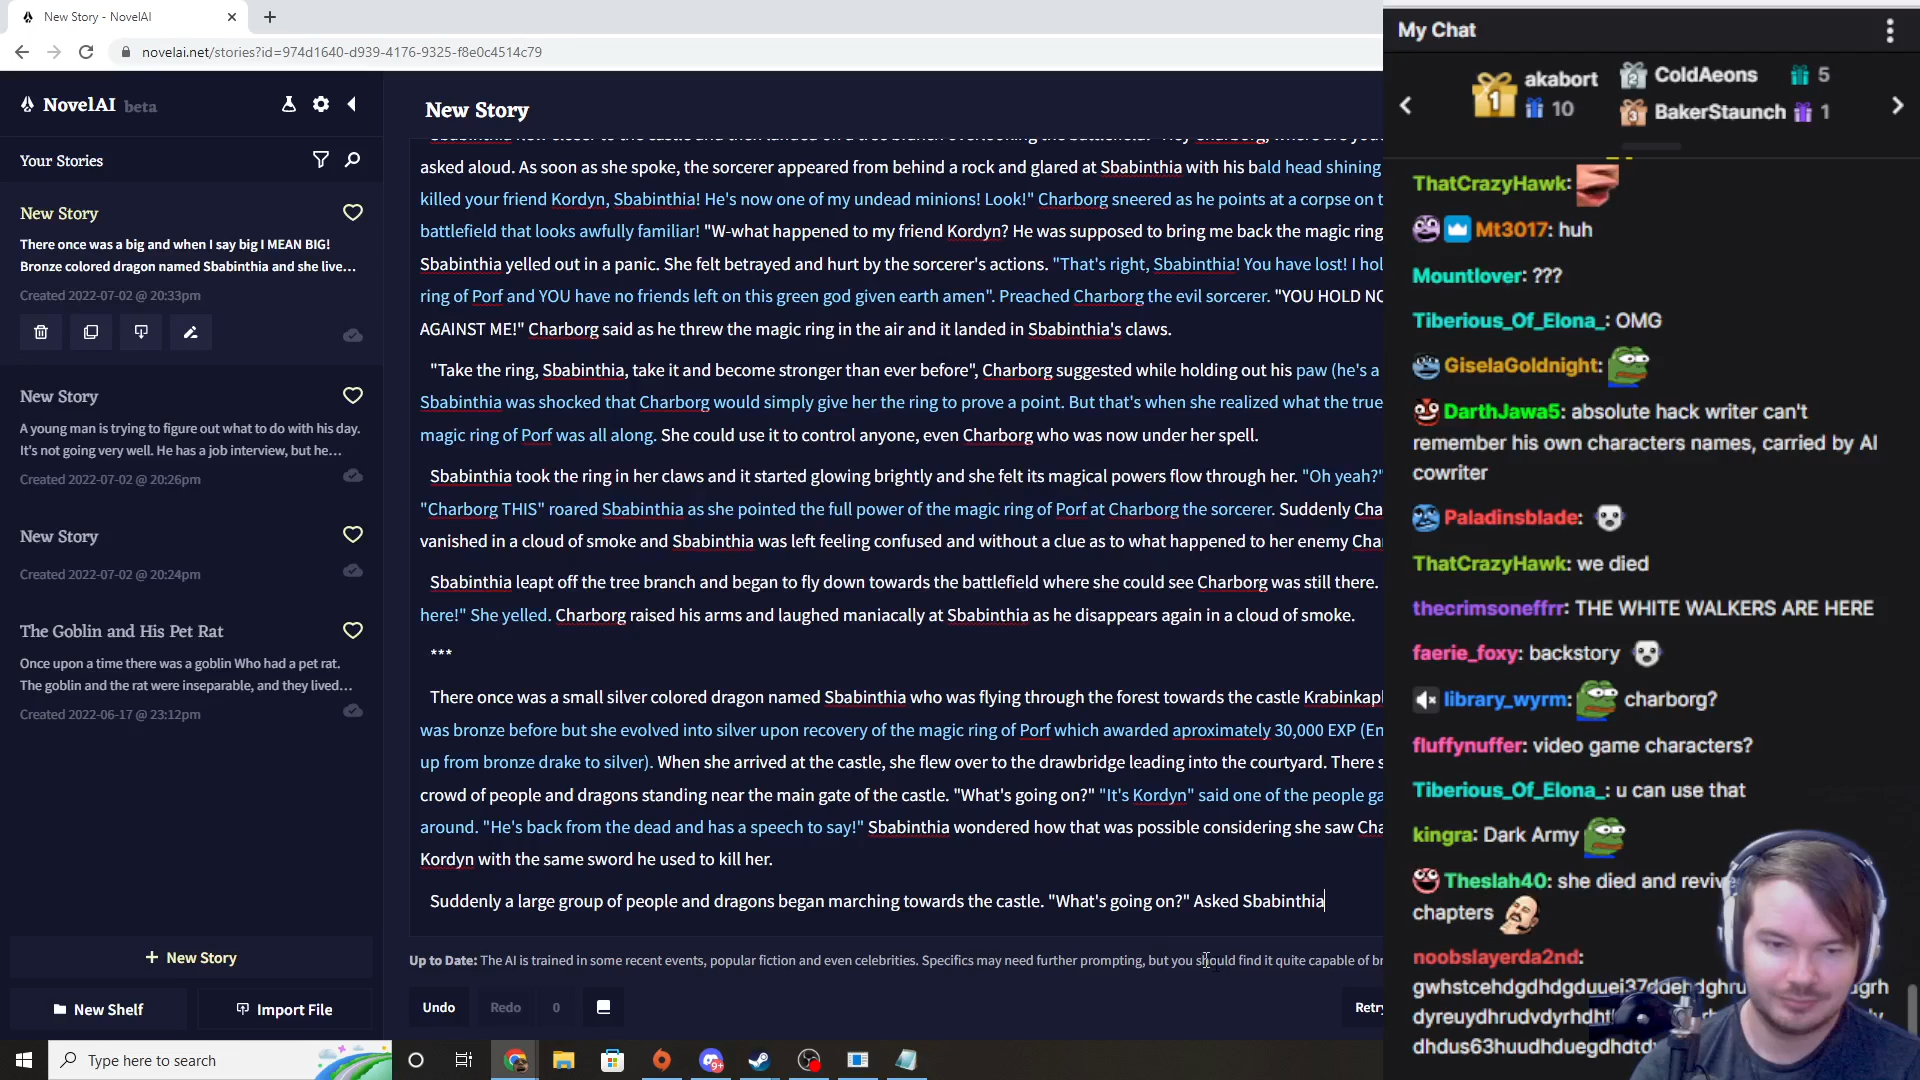 New Story - NovelAI
novelai.net/stories?id=974d1640-d939-4176-9325-f8e0c4514c79
NovelAI beta
Your Stories
New Story
There once was a big and when I say big I MEAN BIG!
Bronze colored dragon named Sbabinthia and she live...
Created 2022-07-02 @ 20:33pm
New Story
A young man is trying to figure out what to do with his day.
It's not going very well. He has a job interview, but he...
Created 2022-07-02 @ 20:26pm
New Story
Created 2022-07-02 @ 20:24pm
The Goblin and His Pet Rat
Once upon a time there was a goblin Who had a pet rat.
The goblin and the rat were inseparable, and they lived...
Created 2022-06-17 @ 23:12pm
+ New Story
New Shelf
Import File
New Story
asked aloud. As soon as she spoke, the sorcerer appeared from behind a rock and glared at Sbabinthia with his bald head shining
killed your friend Kordyn, Sbabinthia! He's now one of my undead minions! Look!" Charborg sneered as he points at a corpse on t
battlefield that looks awfully familiar! "W-what happened to my friend Kordyn? He was supposed to bring me back the magic ring
Sbabinthia yelled out in a panic. She felt betrayed and hurt by the sorcerer's actions. "That's right, Sbabinthia! You have lost! I hol
ring of Porf and YOU have no friends left on this green god given earth amen". Preached Charborg the evil sorcerer. "YOU HOLD NO
AGAINST ME!" Charborg said as he threw the magic ring in the air and it landed in Sbabinthia's claws.
"Take the ring, Sbabinthia, take it and become stronger than ever before", Charborg suggested while holding out his paw (he's a
Sbabinthia was shocked that Charborg would simply give her the ring to prove a point. But that's when she realized what the true
magic ring of Porf was all along. She could use it to control anyone, even Charborg who was now under her spell.
Sbabinthia took the ring in her claws and it started glowing brightly and she felt its magical powers flow through her. "Oh yeah?"
"Charborg THIS" roared Sbabinthia as she pointed the full power of the magic ring of Porf at Charborg the sorcerer. Suddenly Cha
vanished in a cloud of smoke and Sbabinthia was left feeling confused and without a clue as to what happened to her enemy Cha
Sbabinthia leapt off the tree branch and began to fly down towards the battlefield where she could see Charborg was still there.
here!" She yelled. Charborg raised his arms and laughed maniacally at Sbabinthia as he disappears again in a cloud of smoke.
***
There once was a small silver colored dragon named Sbabinthia who was flying through the forest towards the castle Krabinkap
was bronze before but she evolved into silver upon recovery of the magic ring of Porf which awarded aproximately 30,000 EXP (En
up from bronze drake to silver). When she arrived at the castle, she flew over to the drawbridge leading into the courtyard. There s
crowd of people and dragons standing near the main gate of the castle. "What's going on?" "It's Kordyn" said one of the people ga
around. "He's back from the dead and has a speech to say!" Sbabinthia wondered how that was possible considering she saw Cha
Kordyn with the same sword he used to kill her.
Suddenly a large group of people and dragons began marching towards the castle. "What's going on?" Asked Sbabinthia
Up to Date: The AI is trained in some recent events, popular fiction and even celebrities. Specifics may need further prompting, but you should find it quite capable of br
Undo
Redo
0
Retry
Type here to search
9+
My Chat
1 akabort 10
2 ColdAeons 5
3 BakerStaunch 1
ThatCrazyHawk:
Mt3017: huh
Mountlover: ???
Tiberious_Of_Elona_: OMG
GiselaGoldnight:
DarthJawa5: absolute hack writer can't
remember his own characters names, carried by AI
cowriter
Paladinsblade:
ThatCrazyHawk: we died
thecrimsoneffrr: THE WHITE WALKERS ARE HERE
faerie_foxy: backstory
library_wyrm: charborg?
fluffynuffer: video game characters?
Tiberious_Of_Elona_: u can use that
kingra: Dark Army
Theslah40: she died and revive
chapters
noobslayerda2nd: